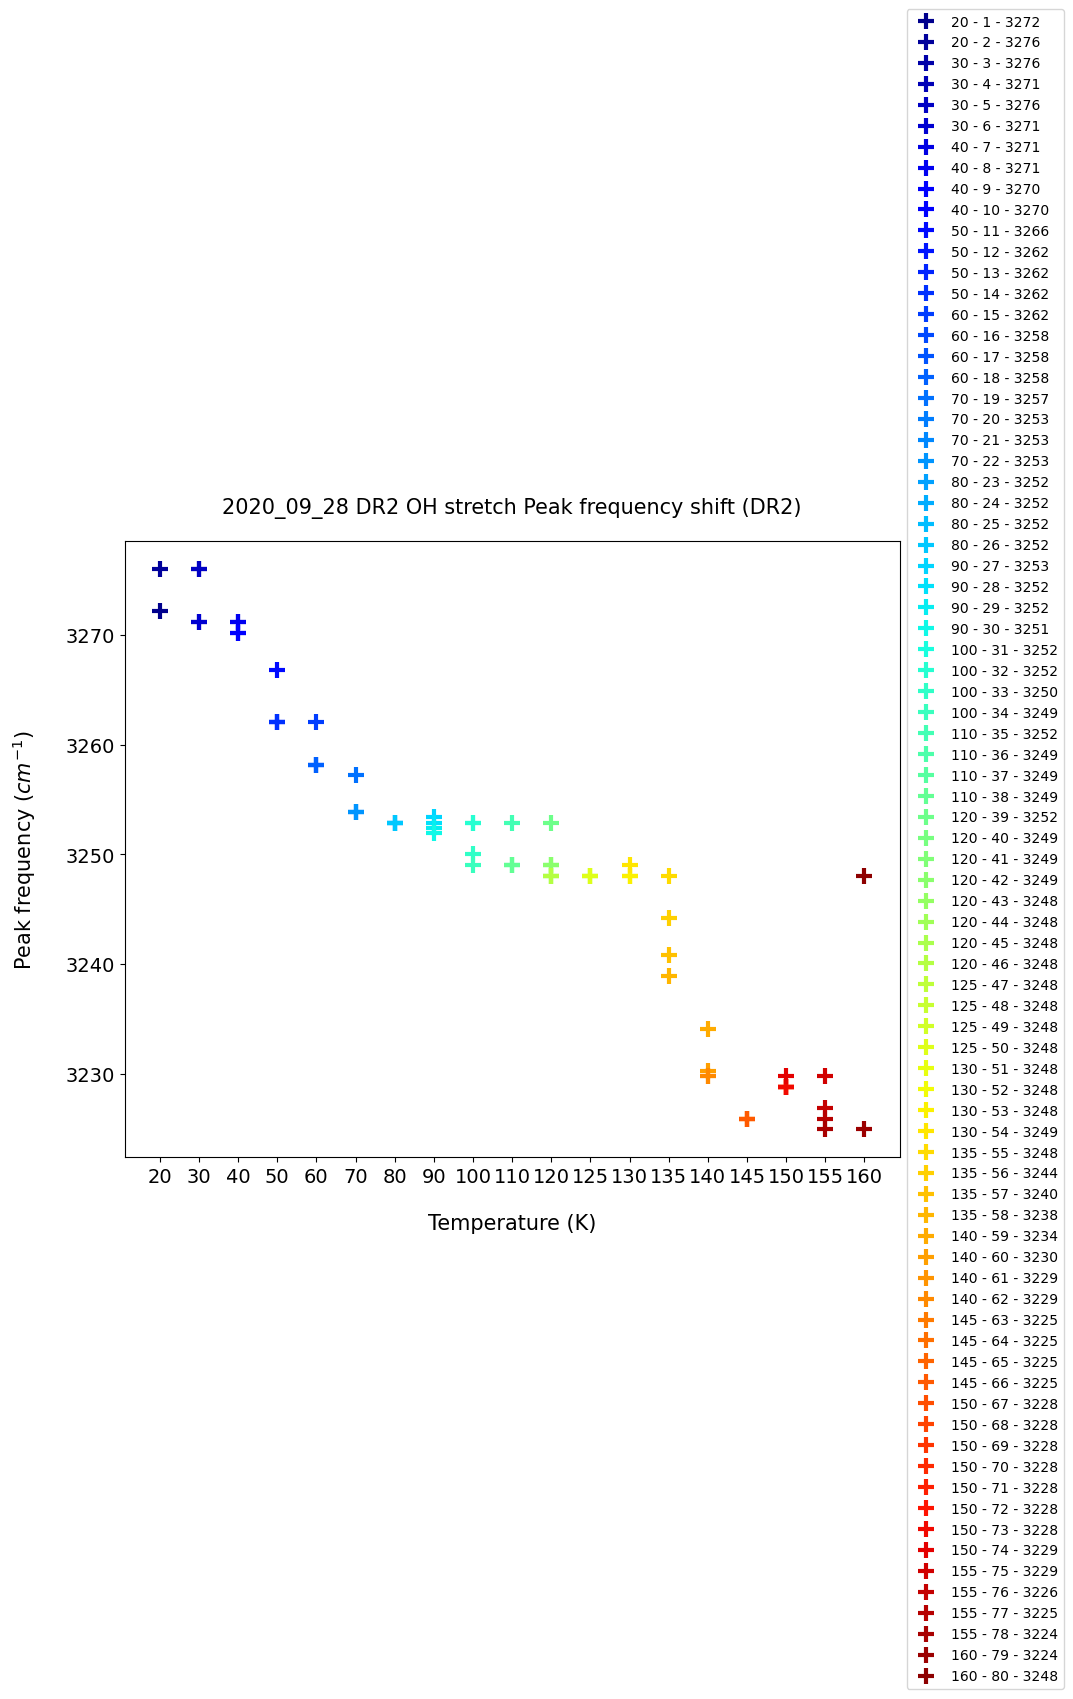 2020_09_28 DR2 OH stretch Peak frequency shift (DR2)
Peak frequency (cm⁻¹)
3270
3260
3250
3240
3230
20 30 40 50 60 70 80 90 100 110 120 125 130 135 140 145 150 155 160
Temperature (K)
20 - 1 - 3272
20 - 2 - 3276
30 - 3 - 3276
30 - 4 - 3271
30 - 5 - 3276
30 - 6 - 3271
40 - 7 - 3271
40 - 8 - 3271
40 - 9 - 3270
40 - 10 - 3270
50 - 11 - 3266
50 - 12 - 3262
50 - 13 - 3262
50 - 14 - 3262
60 - 15 - 3262
60 - 16 - 3258
60 - 17 - 3258
60 - 18 - 3258
70 - 19 - 3257
70 - 20 - 3253
70 - 21 - 3253
70 - 22 - 3253
80 - 23 - 3252
80 - 24 - 3252
80 - 25 - 3252
80 - 26 - 3252
90 - 27 - 3253
90 - 28 - 3252
90 - 29 - 3252
90 - 30 - 3251
100 - 31 - 3252
100 - 32 - 3252
100 - 33 - 3250
100 - 34 - 3249
110 - 35 - 3252
110 - 36 - 3249
110 - 37 - 3249
110 - 38 - 3249
120 - 39 - 3252
120 - 40 - 3249
120 - 41 - 3249
120 - 42 - 3249
120 - 43 - 3248
120 - 44 - 3248
120 - 45 - 3248
120 - 46 - 3248
125 - 47 - 3248
125 - 48 - 3248
125 - 49 - 3248
125 - 50 - 3248
130 - 51 - 3248
130 - 52 - 3248
130 - 53 - 3248
130 - 54 - 3249
135 - 55 - 3248
135 - 56 - 3244
135 - 57 - 3240
135 - 58 - 3238
140 - 59 - 3234
140 - 60 - 3230
140 - 61 - 3229
140 - 62 - 3229
145 - 63 - 3225
145 - 64 - 3225
145 - 65 - 3225
145 - 66 - 3225
150 - 67 - 3228
150 - 68 - 3228
150 - 69 - 3228
150 - 70 - 3228
150 - 71 - 3228
150 - 72 - 3228
150 - 73 - 3228
150 - 74 - 3229
155 - 75 - 3229
155 - 76 - 3226
155 - 77 - 3225
155 - 78 - 3224
160 - 79 - 3224
160 - 80 - 3248